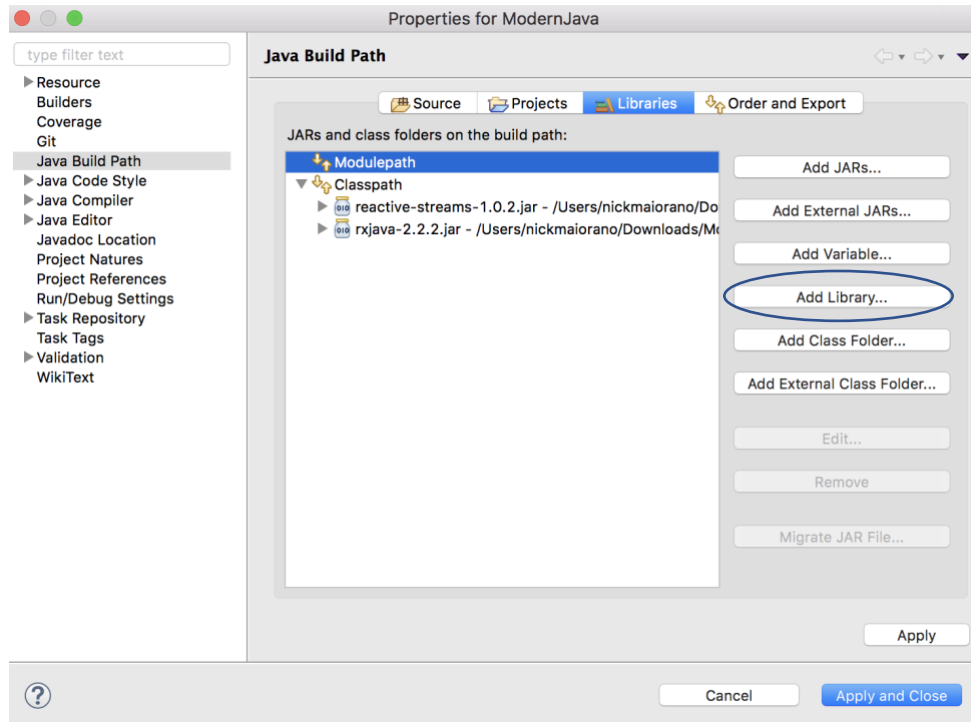 Properties for ModernJava
type filter text
Resource
Builders
Coverage
Git
Java Build Path
Java Code Style
Java Compiler
Java Editor
Javadoc Location
Project Natures
Project References
Run/Debug Settings
Task Repository
Task Tags
Validation
WikiText
Java Build Path
Source Projects Libraries Order and Export
JARs and class folders on the build path:
Modulepath
Classpath
reactive-streams-1.0.2.jar - /Users/nickmaiorano/Do
rxjava-2.2.2.jar - /Users/nickmaiorano/Downloads/Mo
Add JARs...
Add External JARs...
Add Variable...
Add Library...
Add Class Folder...
Add External Class Folder...
Edit...
Remove
Migrate JAR File...
Apply
?
Cancel
Apply and Close